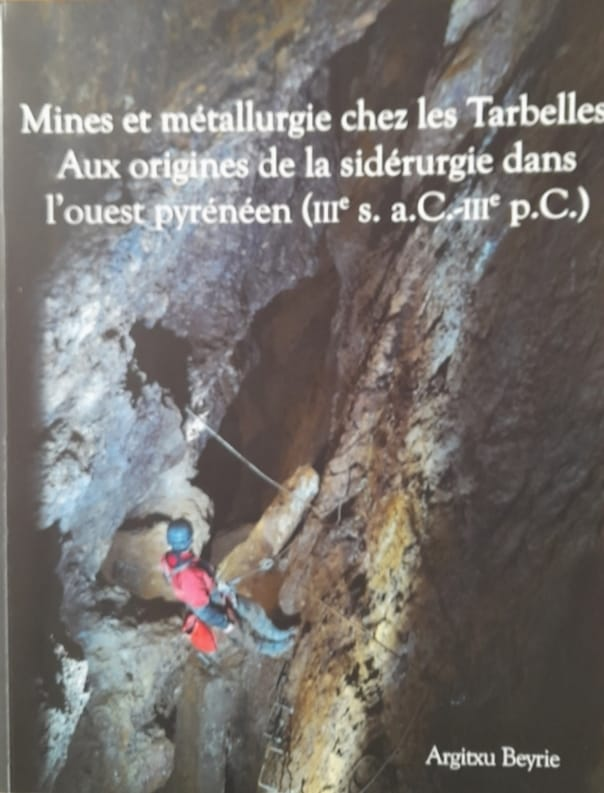 Mines et métallurgie chez les Tarbelles
Aux origines de la sidérurgie dans
l'ouest pyrénéen (IIIᵉ s. a.C.-IIIᵉ p.C.)
Argitxu Beyrie